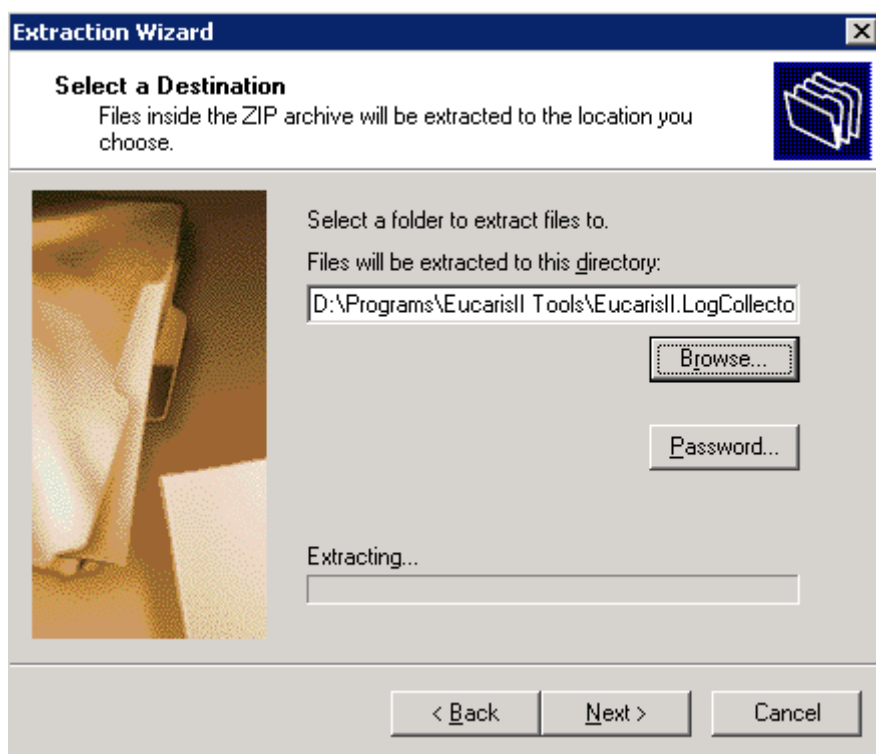 Extraction Wizard
Select a Destination
Files inside the ZIP archive will be extracted to the location you
choose.
Select a folder to extract files to.
Files will be extracted to this directory:
D:\Programs\EucarisII Tools\EucarisII.LogCollecto
Browse...
Password...
Extracting...
< Back
Next >
Cancel